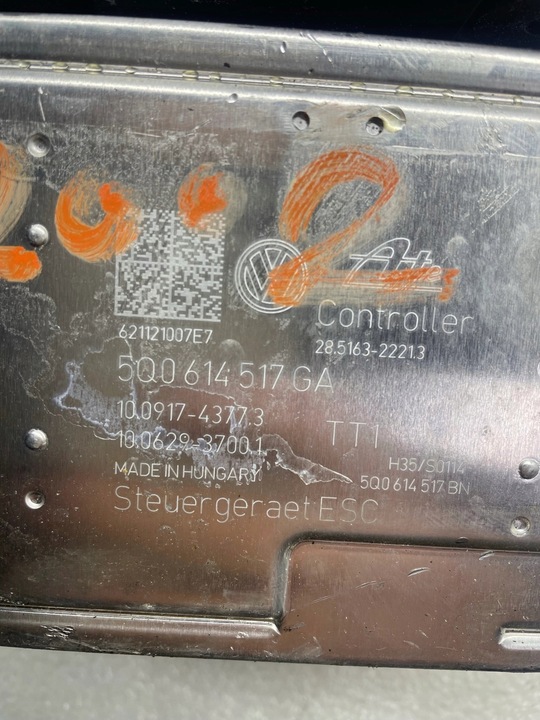 621121007E7
Ate
Controller
28.5163-2221.3
5Q0 614 517 GA
10.0917-4377.3
10.0629-3700.1
TT1
H35/S0114
MADE IN HUNGARY
5Q0 614 517 BN
Steuergeraet ESC